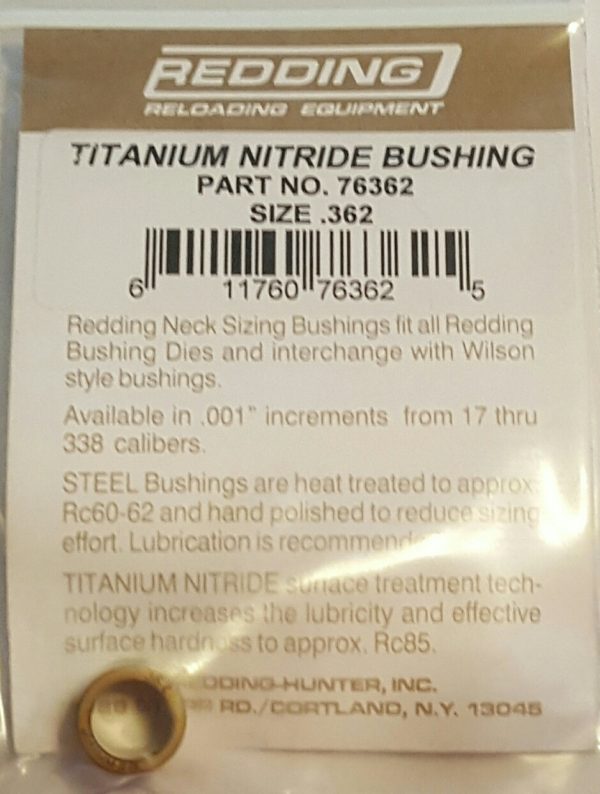 REDDING
RELOADING EQUIPMENT
TITANIUM NITRIDE BUSHING
PART NO. 76362
SIZE .362
6 11760 76362 5
Redding Neck Sizing Bushings fit all Redding
Bushing Dies and interchange with Wilson
style bushings.
Available in .001" increments from 17 thru
338 calibers.
STEEL Bushings are heat treated to approx.
Rc60-62 and hand polished to reduce sizing
effort. Lubrication is
TITANIUM NITRIDE surface treatment tech-
nology increases the lubricity and effective
surface hardness to approx. Rc85.
REDDING-HUNTER, INC.
RD./CORTLAND, N.Y. 13045